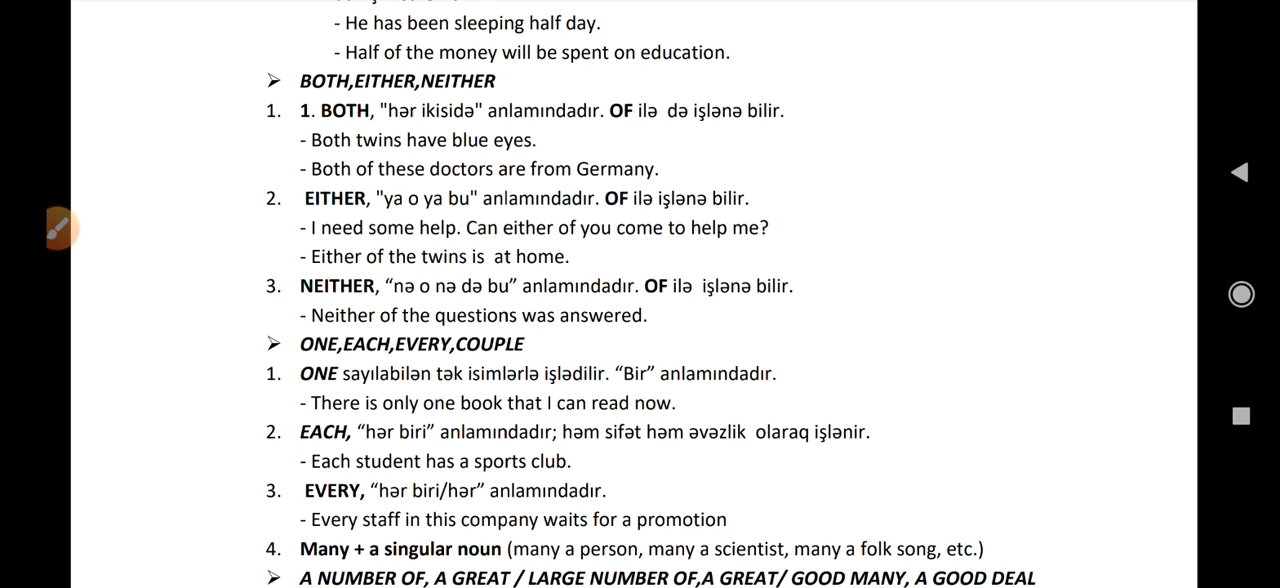 - He has been sleeping half day.
- Half of the money will be spent on education.
➢ BOTH,EITHER,NEITHER
1. 1. BOTH, "hər ikisidə" anlamındadır. OF ilə də işlənə bilir.
- Both twins have blue eyes.
- Both of these doctors are from Germany.
2. EITHER, "ya o ya bu" anlamındadır. OF ilə işlənə bilir.
- I need some help. Can either of you come to help me?
- Either of the twins is at home.
3. NEITHER, “nə o nə də bu” anlamındadır. OF ilə işlənə bilir.
- Neither of the questions was answered.
➢ ONE,EACH,EVERY,COUPLE
1. ONE sayılabilən tək isimlərlə işlədilir. “Bir” anlamındadır.
- There is only one book that I can read now.
2. EACH, “hər biri” anlamındadır; həm sifət həm əvəzlik olaraq işlənir.
- Each student has a sports club.
3. EVERY, “hər biri/hər” anlamındadır.
- Every staff in this company waits for a promotion
4. Many + a singular noun (many a person, many a scientist, many a folk song, etc.)
➢ A NUMBER OF, A GREAT / LARGE NUMBER OF,A GREAT/ GOOD MANY, A GOOD DEAL